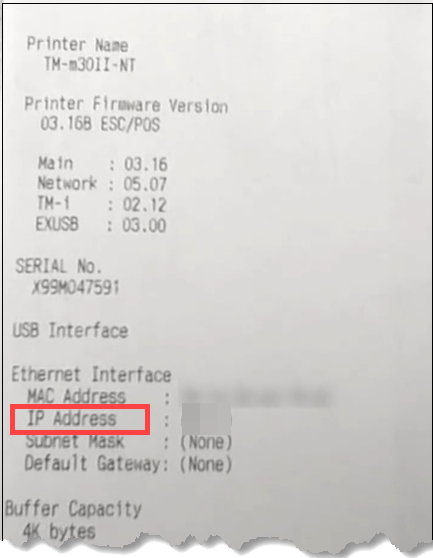 Printer Name
TM-m30II-NT
Printer Firmware Version
03.16B ESC/POS
Main : 03.16
Network : 05.07
TM-i : 02.12
EXUSB : 03.00
SERIAL No.
X99M047591
USB Interface
Ethernet Interface
MAC Address :
IP Address :
Subnet Mask : (None)
Default Gateway: (None)
Buffer Capacity
4K bytes